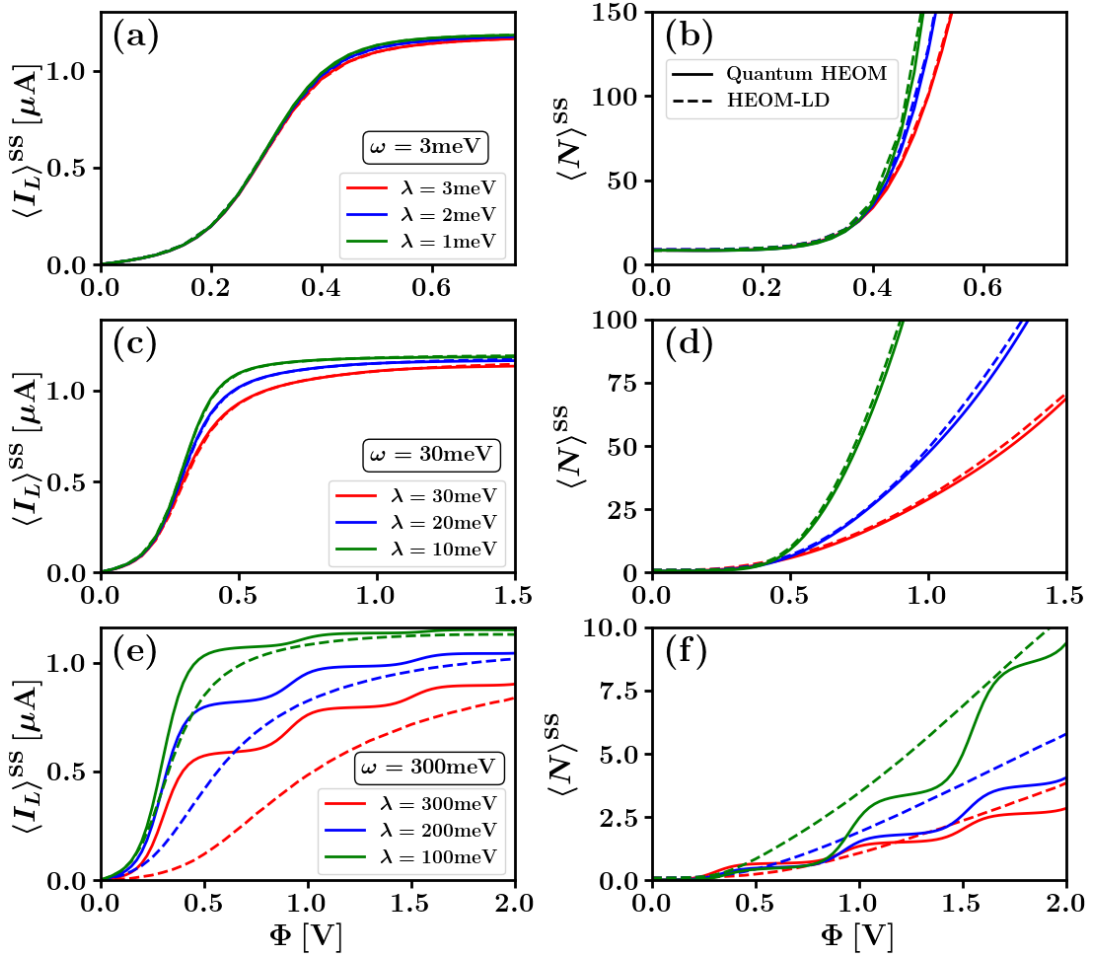 (a)
⟨I_L⟩^SS [μA]
1.0
0.5
0.0
0.0 0.2 0.4 0.6
ω = 3meV
λ = 3meV
λ = 2meV
λ = 1meV
(b)
⟨N⟩^SS
150
100
50
0
0.0 0.2 0.4 0.6
Quantum HEOM
HEOM-LD
(c)
⟨I_L⟩^SS [μA]
1.0
0.5
0.0
0.0 0.5 1.0 1.5
ω = 30meV
λ = 30meV
λ = 20meV
λ = 10meV
(d)
⟨N⟩^SS
100
75
50
25
0
0.0 0.5 1.0 1.5
(e)
⟨I_L⟩^SS [μA]
1.0
0.5
0.0
0.0 0.5 1.0 1.5 2.0
Φ [V]
ω = 300meV
λ = 300meV
λ = 200meV
λ = 100meV
(f)
⟨N⟩^SS
10.0
7.5
5.0
2.5
0.0
0.0 0.5 1.0 1.5 2.0
Φ [V]